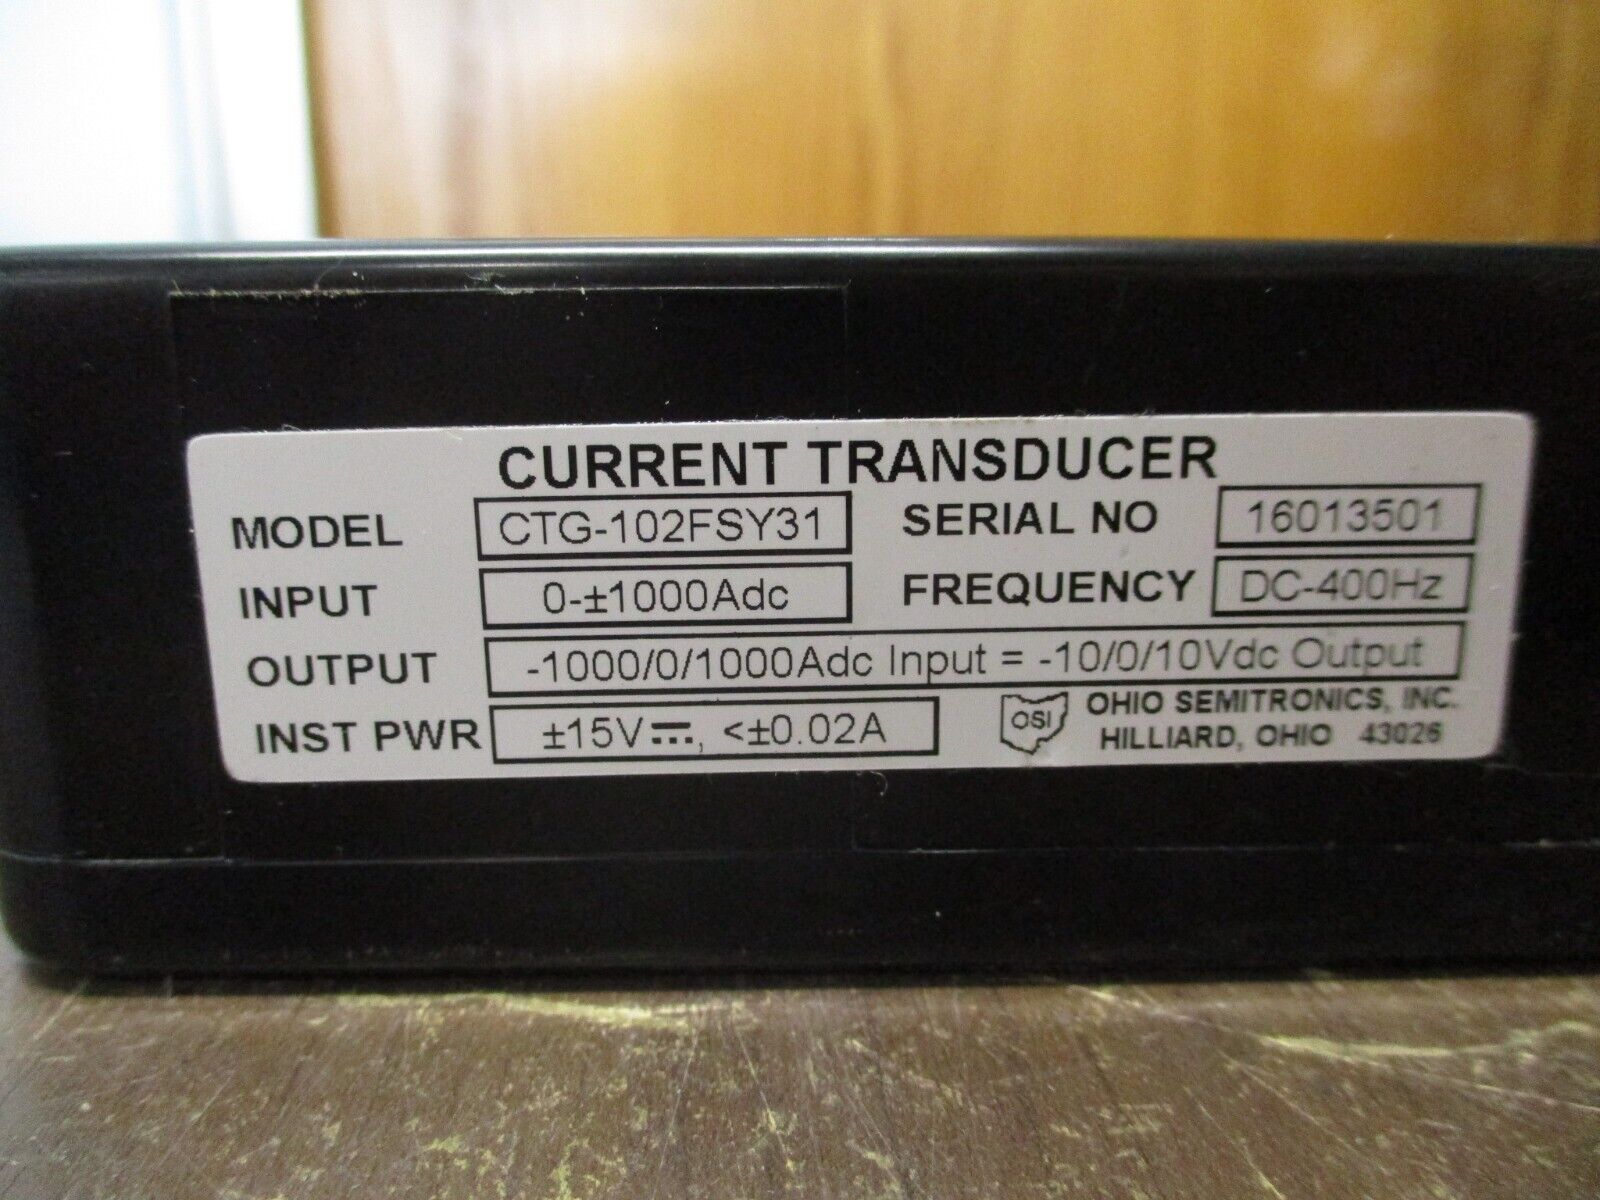 CURRENT TRANSDUCER
MODEL CTG-102FSY31 SERIAL NO 16013501
INPUT 0-±1000Adc FREQUENCY DC-400Hz
OUTPUT -1000/0/1000Adc Input = -10/0/10Vdc Output
INST PWR ±15V⎓, <±0.02A
OSI OHIO SEMITRONICS, INC.
HILLIARD, OHIO 43026